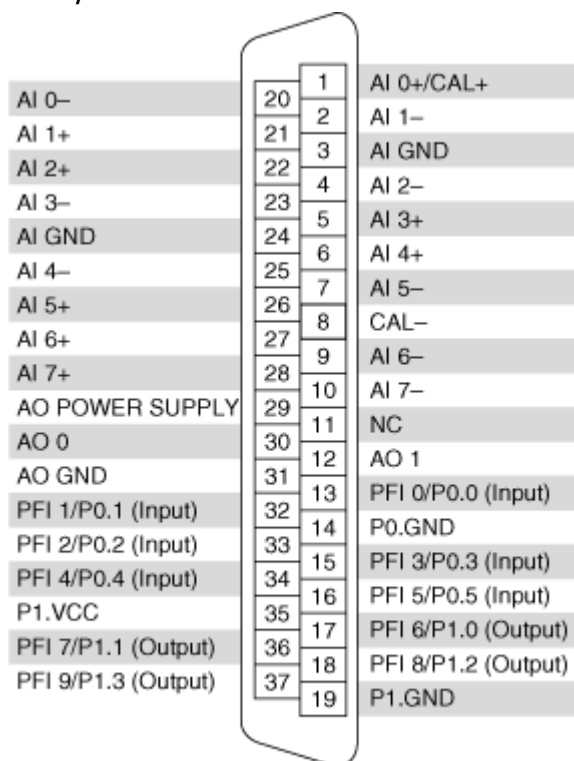 AI 0–
AI 1+
AI 2+
AI 3–
AI GND
AI 4–
AI 5+
AI 6+
AI 7+
AO POWER SUPPLY
AO 0
AO GND
PFI 1/P0.1 (Input)
PFI 2/P0.2 (Input)
PFI 4/P0.4 (Input)
P1.VCC
PFI 7/P1.1 (Output)
PFI 9/P1.3 (Output)
20
21
22
23
24
25
26
27
28
29
30
31
32
33
34
35
36
37
1
2
3
4
5
6
7
8
9
10
11
12
13
14
15
16
17
18
19
AI 0+/CAL+
AI 1–
AI GND
AI 2–
AI 3+
AI 4+
AI 5–
CAL–
AI 6–
AI 7–
NC
AO 1
PFI 0/P0.0 (Input)
P0.GND
PFI 3/P0.3 (Input)
PFI 5/P0.5 (Input)
PFI 6/P1.0 (Output)
PFI 8/P1.2 (Output)
P1.GND